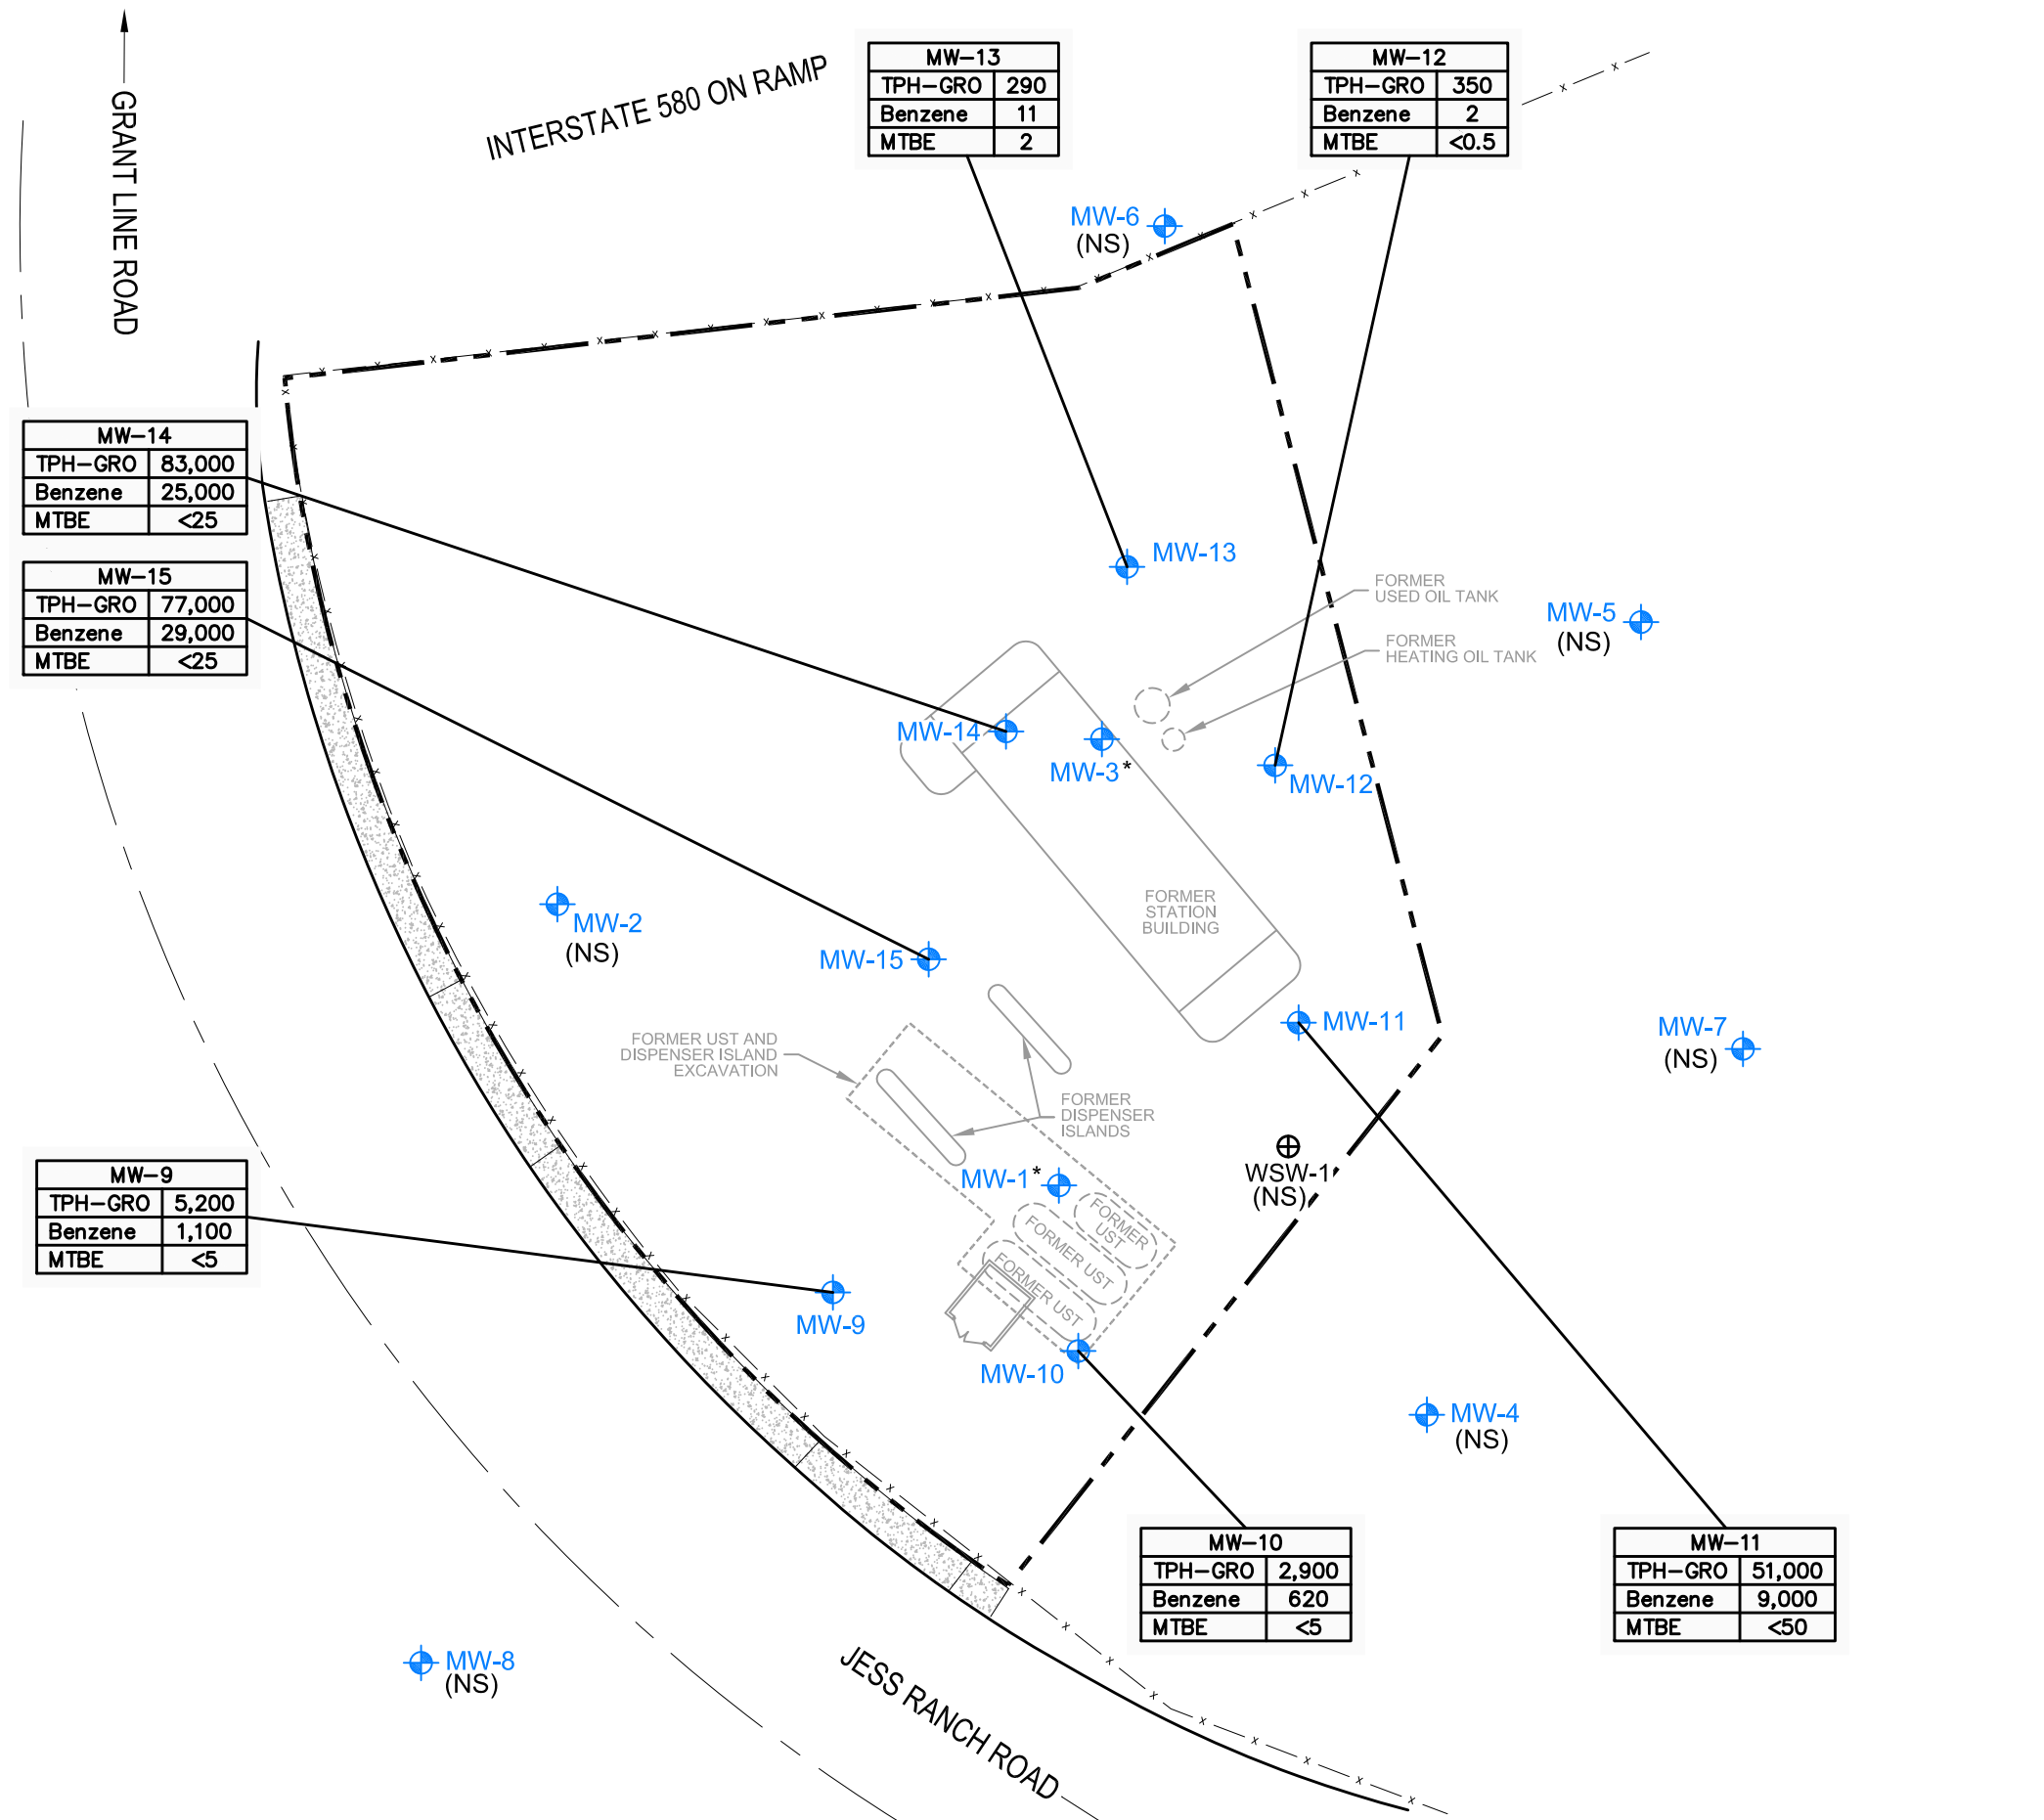 GRANT LINE ROAD
INTERSTATE 580 ON RAMP
MW-13
TPH-GRO 290
Benzene 11
MTBE 2
MW-12
TPH-GRO 350
Benzene 2
MTBE <0.5
MW-6
(NS)
MW-14
TPH-GRO 83,000
Benzene 25,000
MTBE <25
MW-15
TPH-GRO 77,000
Benzene 29,000
MTBE <25
MW-13
FORMER
USED OIL TANK
FORMER
HEATING OIL TANK
MW-5
(NS)
MW-14
MW-3*
MW-12
MW-2
(NS)
FORMER
STATION
BUILDING
MW-15
MW-11
MW-7
(NS)
FORMER UST AND
DISPENSER ISLAND
EXCAVATION
FORMER
DISPENSER
ISLANDS
MW-1*
WSW-1
(NS)
FORMER
UST
FORMER UST
FORMER UST
MW-9
TPH-GRO 5,200
Benzene 1,100
MTBE <5
MW-9
MW-10
MW-4
(NS)
MW-10
TPH-GRO 2,900
Benzene 620
MTBE <5
MW-11
TPH-GRO 51,000
Benzene 9,000
MTBE <50
MW-8
(NS)
JESS RANCH ROAD